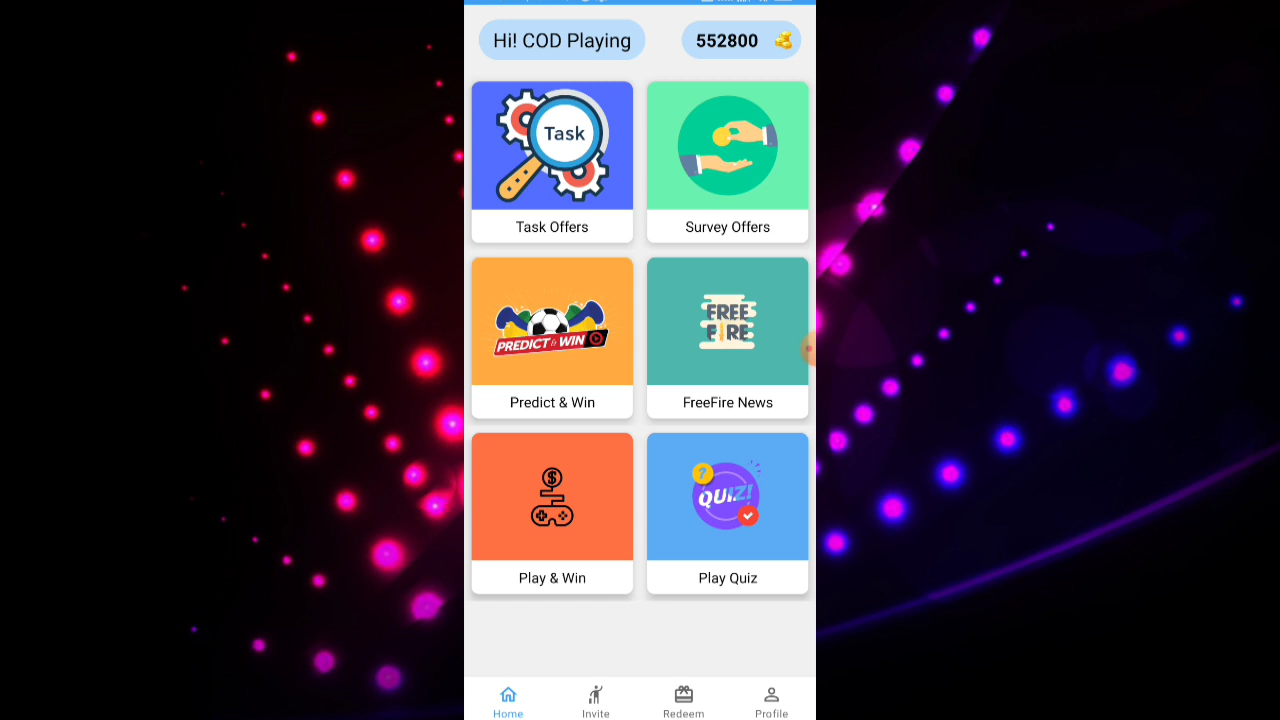 Hi! COD Playing
552800
Task
Task Offers
Survey Offers
PREDICT & WIN
Predict & Win
FREE
FIRE
FreeFire News
$
Play & Win
?
QUIZ!
Play Quiz
Home
Invite
Redeem
Profile